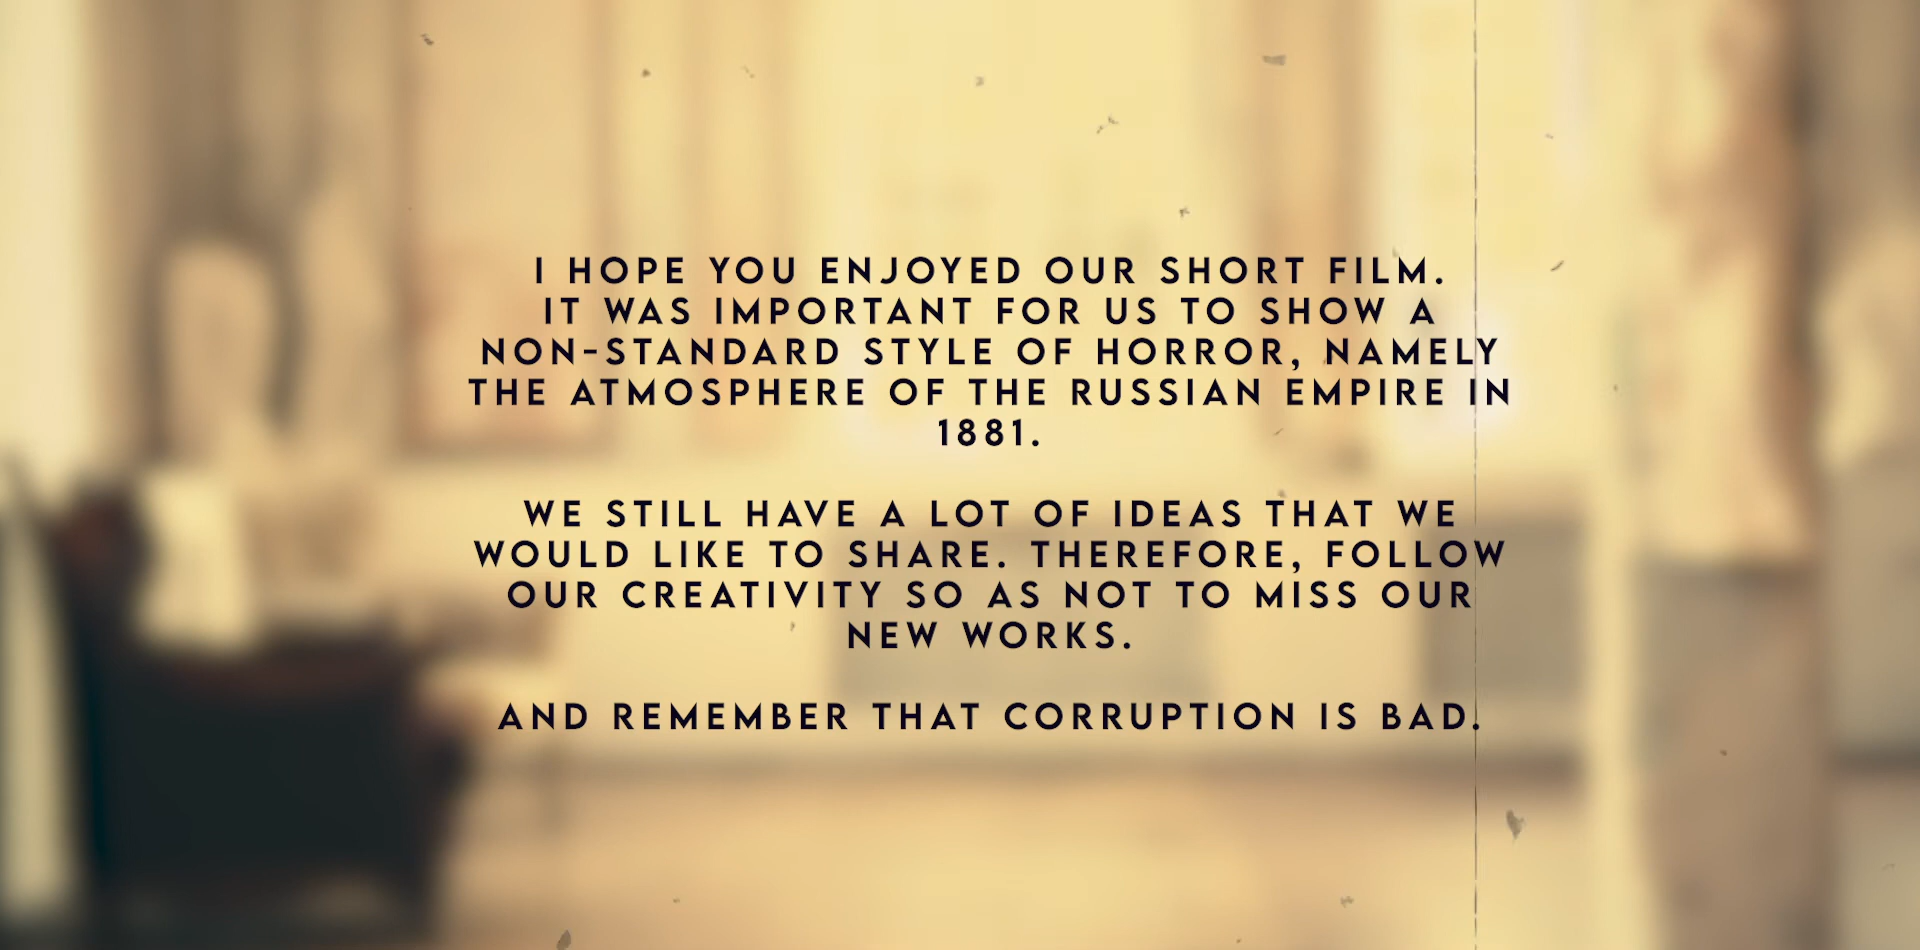 I HOPE YOU ENJOYED OUR SHORT FILM.
IT WAS IMPORTANT FOR US TO SHOW A
NON-STANDARD STYLE OF HORROR, NAMELY
THE ATMOSPHERE OF THE RUSSIAN EMPIRE IN
1881.
WE STILL HAVE A LOT OF IDEAS THAT WE
WOULD LIKE TO SHARE. THEREFORE, FOLLOW
OUR CREATIVITY SO AS NOT TO MISS OUR
NEW WORKS.
AND REMEMBER THAT CORRUPTION IS BAD.